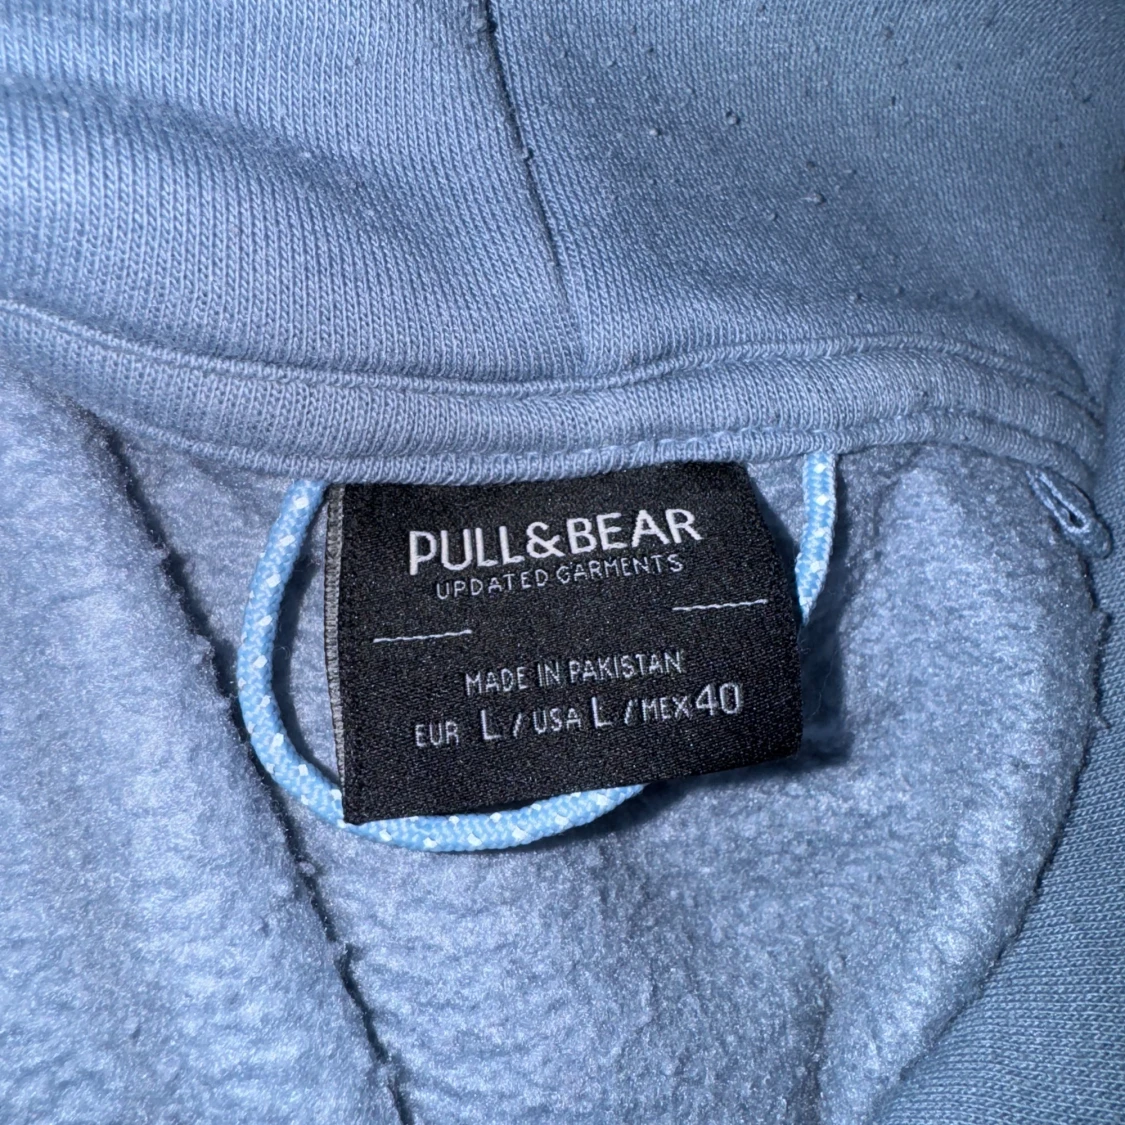 PULL&BEAR
UPDATED GARMENTS
MADE IN PAKISTAN
EUR L / USA L / MEX 40